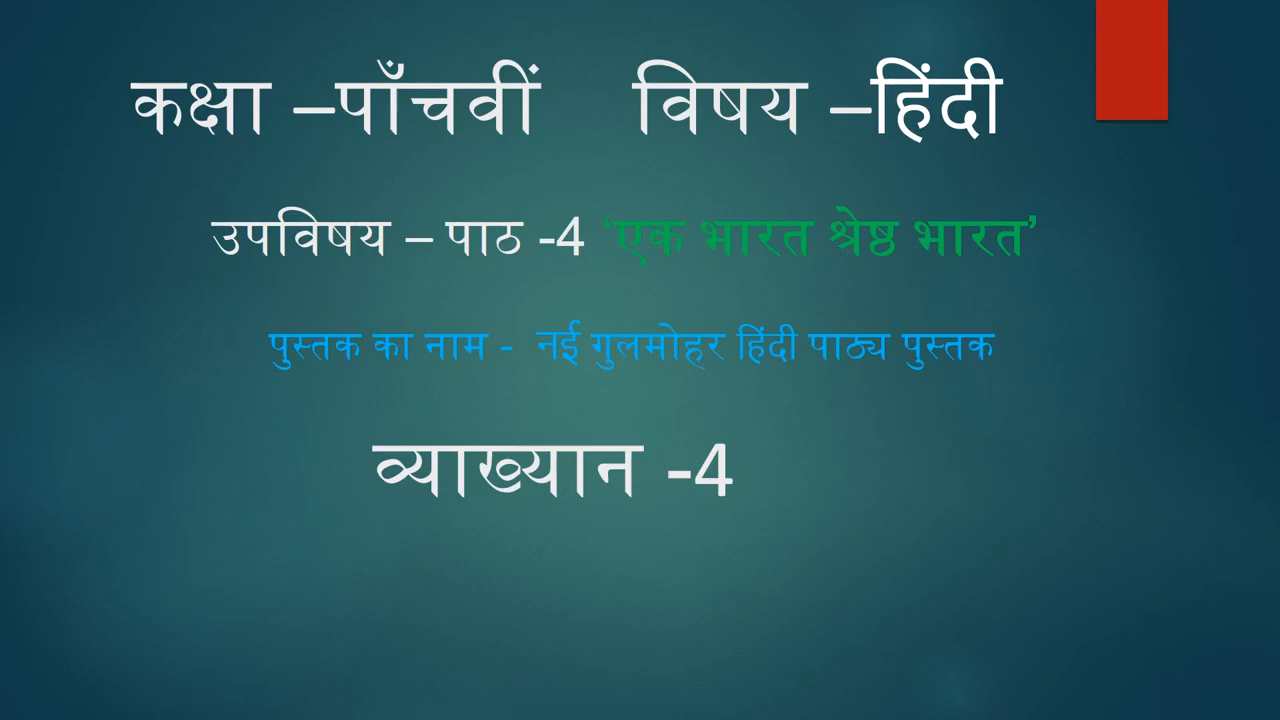 कक्षा –पाँचवीं विषय –हिंदी
उपविषय – पाठ -4 ‘एक भारत श्रेष्ठ भारत’
पुस्तक का नाम - नई गुलमोहर हिंदी पाठ्य पुस्तक
व्याख्यान -4